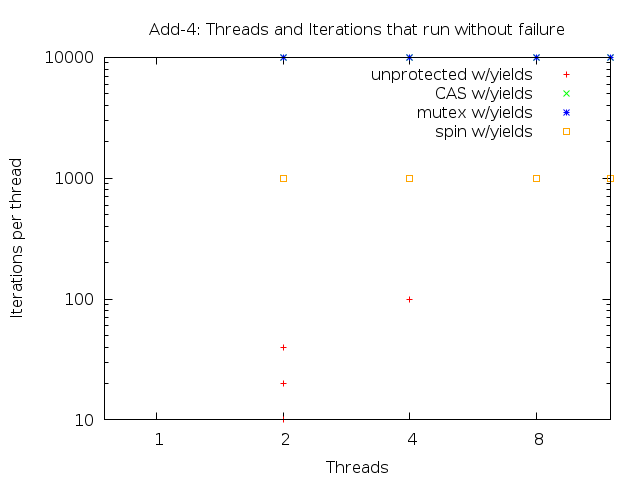 Add-4: Threads and Iterations that run without failure
10000
1000
100
10
Iterations per thread
unprotected w/yields
CAS w/yields
mutex w/yields
spin w/yields
1 2 4 8
Threads